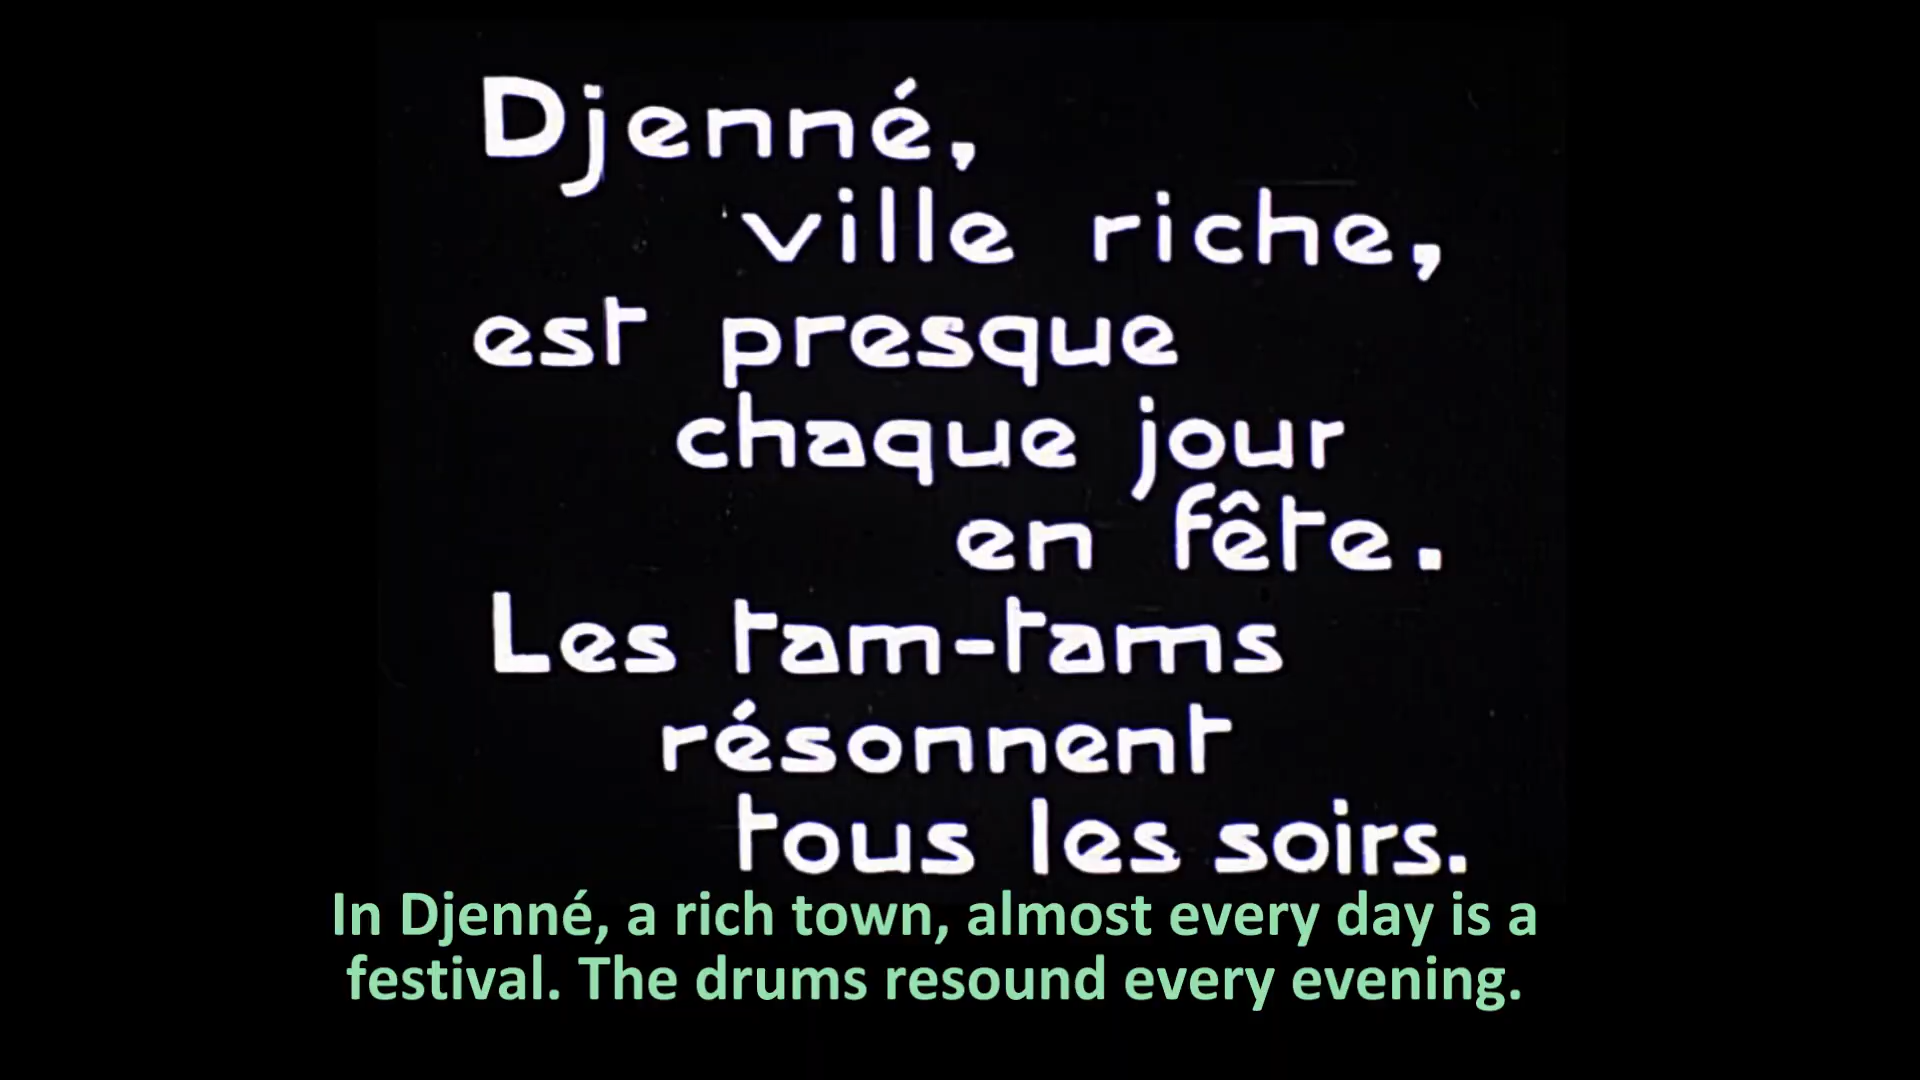 Djenné,
ville riche,
est presque
chaque jour
en fête.
Les tam-tams
résonnent
tous les soirs.
In Djenné, a rich town, almost every day is a
festival. The drums resound every evening.